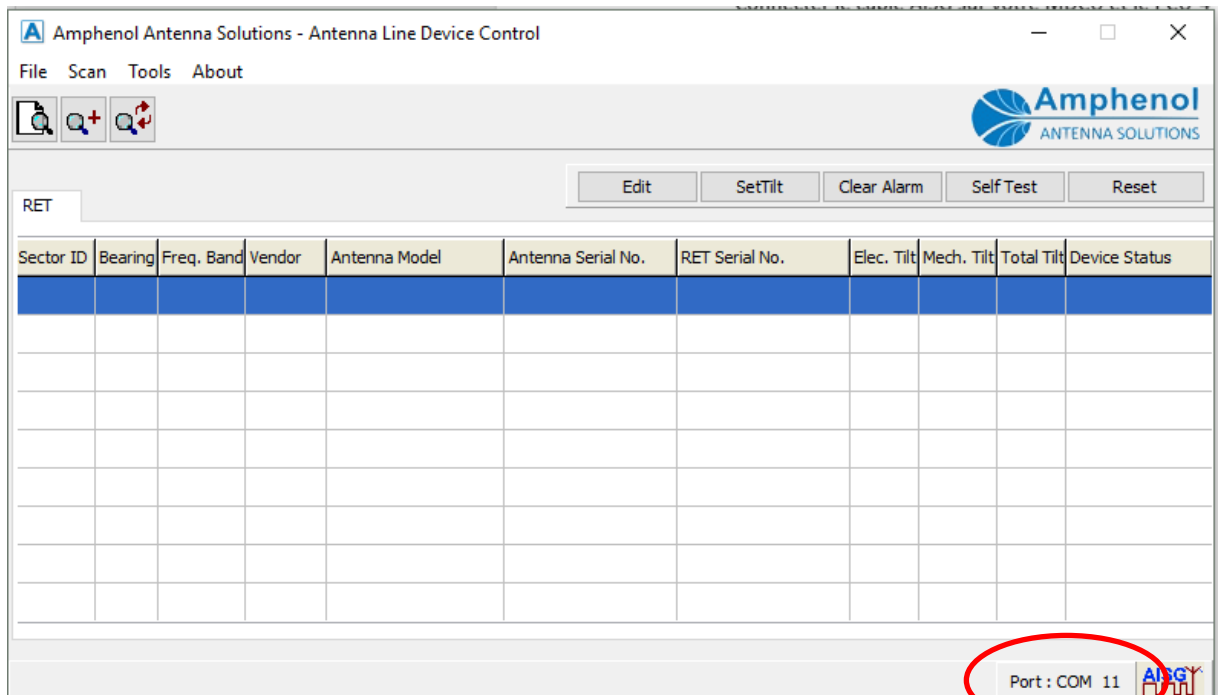 Amphenol Antenna Solutions - Antenna Line Device Control
File Scan Tools About
Amphenol
ANTENNA SOLUTIONS
Edit SetTilt Clear Alarm Self Test Reset
RET
Sector ID Bearing Freq. Band Vendor Antenna Model Antenna Serial No. RET Serial No. Elec. Tilt Mech. Tilt Total Tilt Device Status
Port : COM 11 AISG